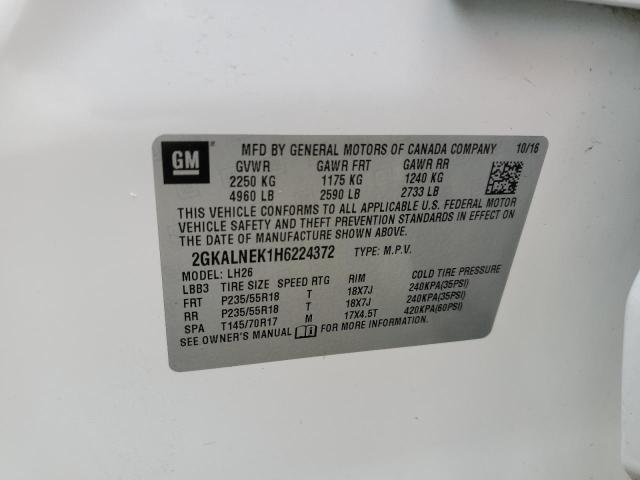 GM MFD BY GENERAL MOTORS OF CANADA COMPANY 10/16
GVWR GAWR FRT GAWR RR
2250 KG 1175 KG 1240 KG
4960 LB 2590 LB 2733 LB
THIS VEHICLE CONFORMS TO ALL APPLICABLE U.S. FEDERAL MOTOR
VEHICLE SAFETY AND THEFT PREVENTION STANDARDS IN EFFECT ON
THE DATE OF MANUFACTURE SHOWN ABOVE.
2GKALNEK1H6224372 TYPE: M.P.V.
MODEL: LH26
LBB3 TIRE SIZE SPEED RTG RIM COLD TIRE PRESSURE
FRT P235/55R18 T 18X7J 240KPA(35PSI)
RR P235/55R18 T 18X7J 240KPA(35PSI)
SPA T145/70R17 M 17X4.5T 420KPA(60PSI)
SEE OWNER'S MANUAL FOR MORE INFORMATION.